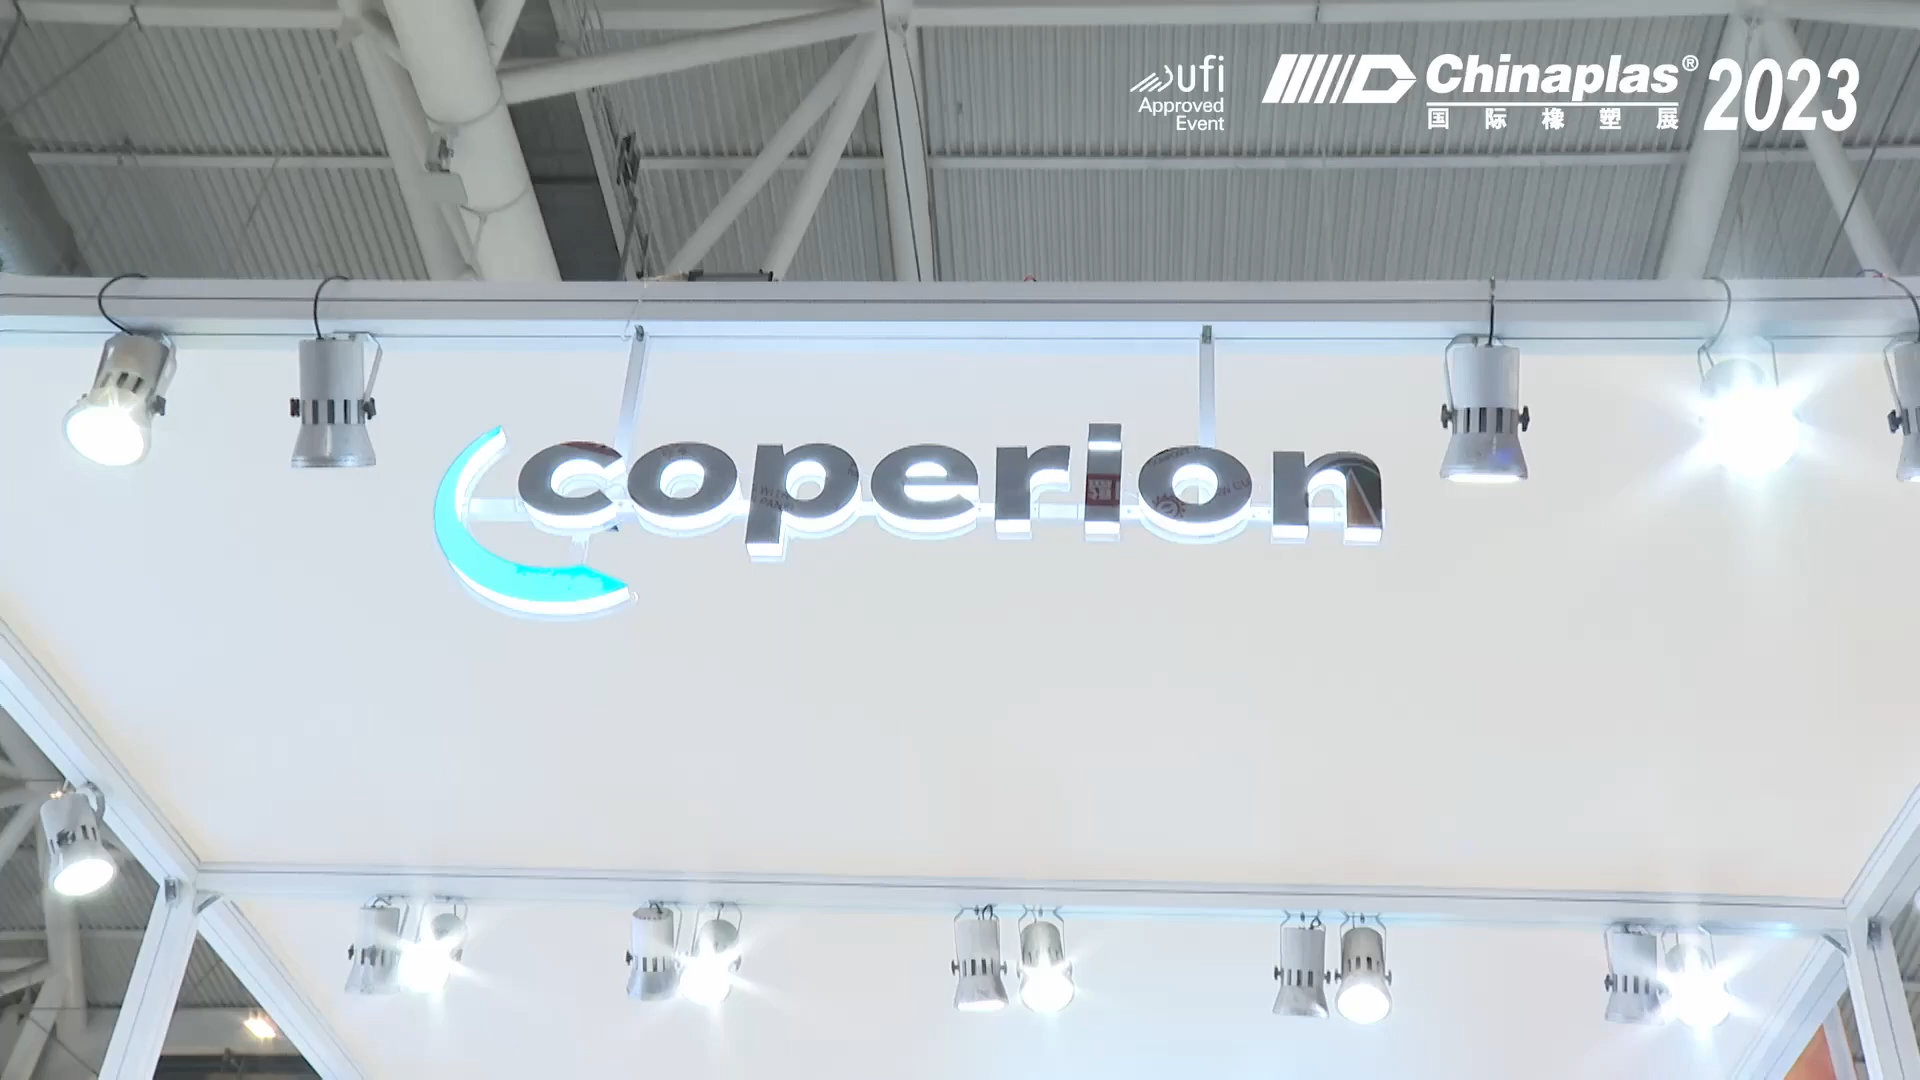 ufi
Approved
Event
Chinaplas® 2023
国际橡塑展
coperion